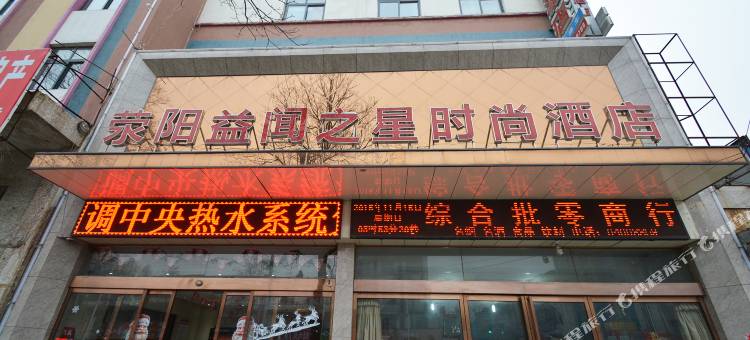 荥阳益闻之星时尚酒店
调中央热水系统
综合批零商行
携程旅行